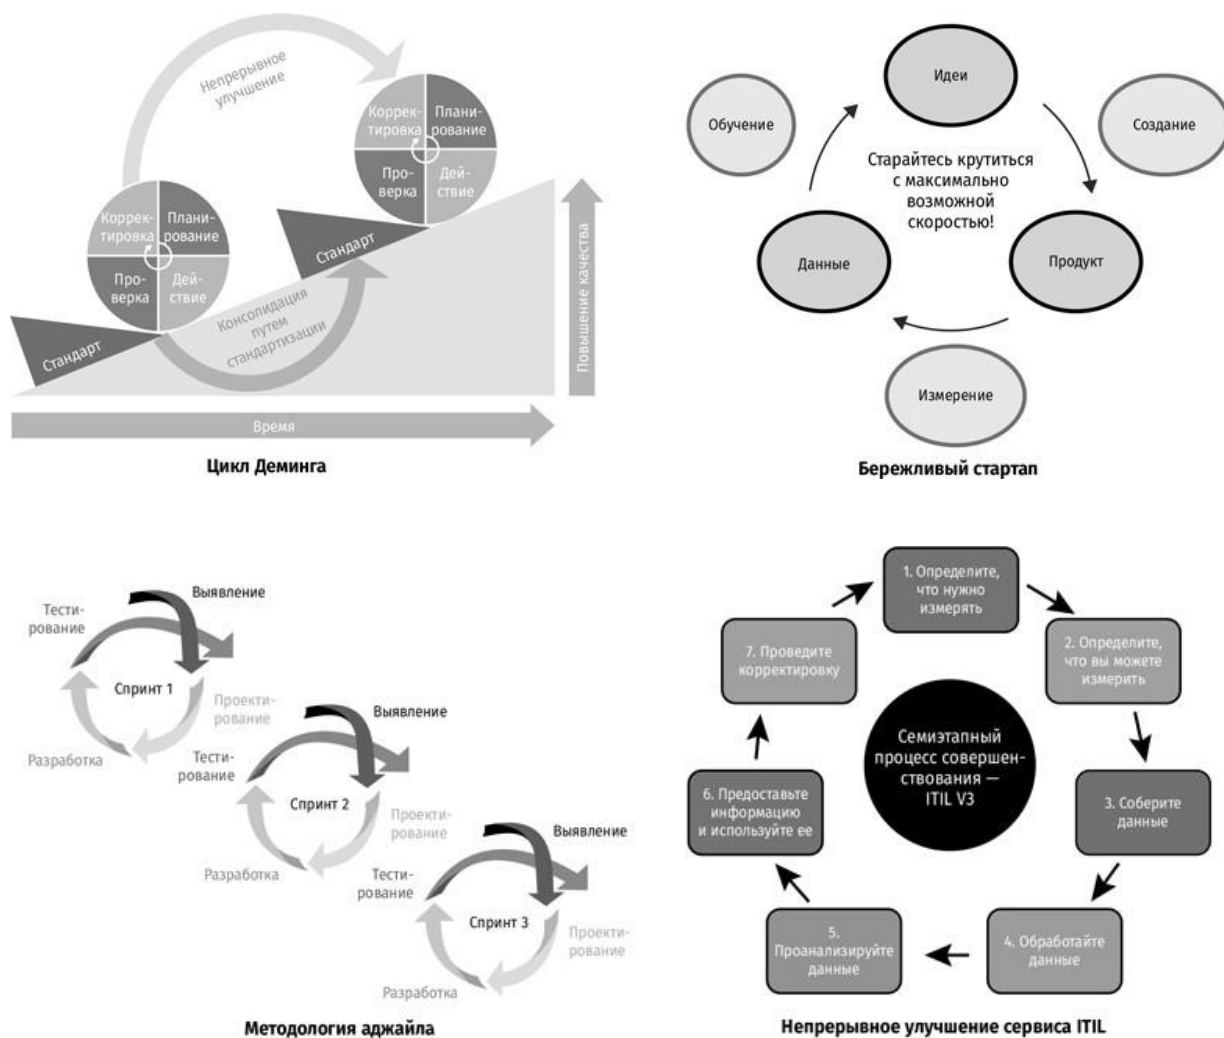 Непрерывное
улучшение
Коррек-
тировка
Плани-
рование
Про-
верка
Дей-
ствие
Коррек-
тировка
Плани-
рование
Про-
верка
Дей-
ствие
Стандарт
Стандарт
Консолидация
путем
стандартизации
Повышение качества
Время
Цикл Деминга
Идеи
Обучение
Создание
Старайтесь крутиться
с максимально
возможной
скоростью!
Данные
Продукт
Измерение
Бережливый стартап
Выявление
Тести-
рование
Спринт 1
Проекти-
рование
Разработка
Выявление
Тести-
рование
Спринт 2
Проекти-
рование
Разработка
Выявление
Тести-
рование
Спринт 3
Проекти-
рование
Разработка
Методология аджайла
1. Определите,
что нужно
измерять
2. Определите,
что вы можете
измерить
3. Соберите
данные
4. Обработайте
данные
5.
Проанализируйте
данные
6. Предоставьте
информацию
и используйте ее
7. Проведите
корректировку
Семиэтапный
процесс совершен-
ствования —
ITIL V3
Непрерывное улучшение сервиса ITIL